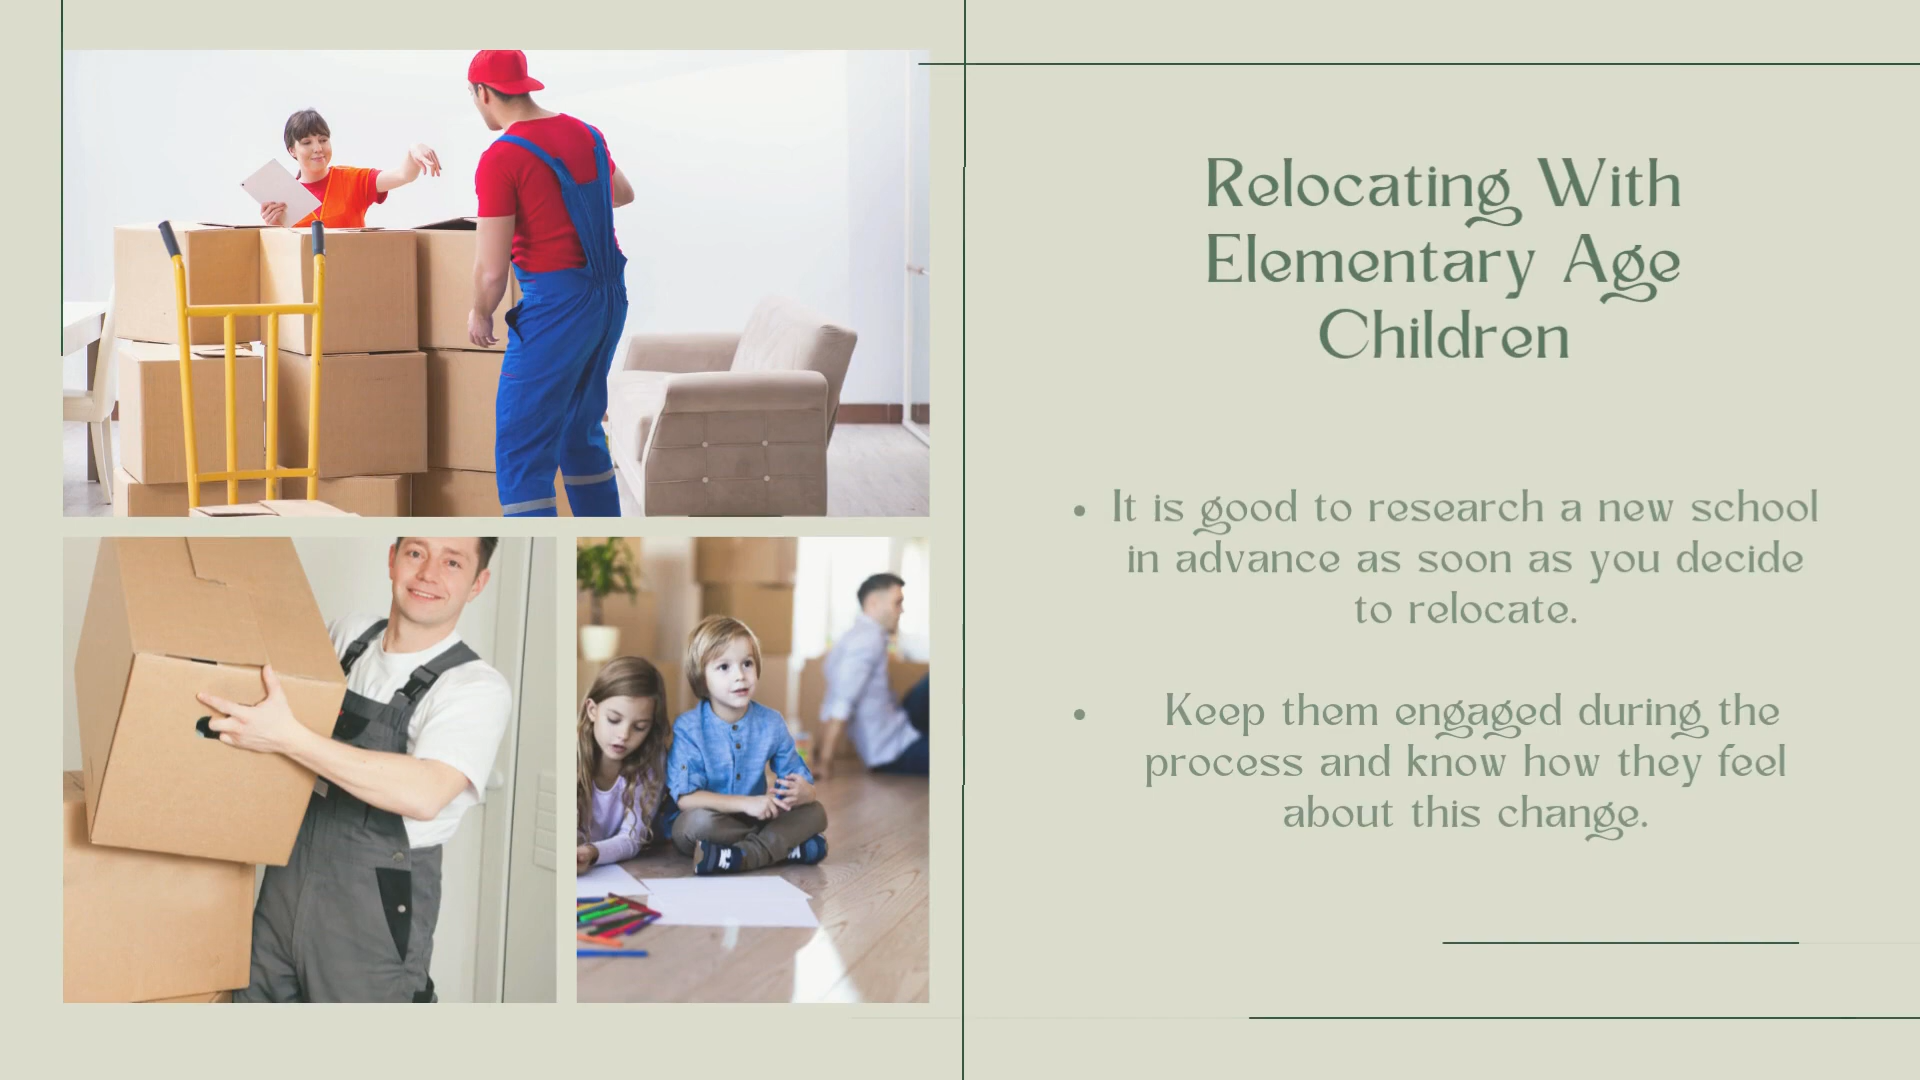 Relocating With
Elementary Age
Children
• It is good to research a new school
in advance as soon as you decide
to relocate.
• Keep them engaged during the
process and know how they feel
about this change.